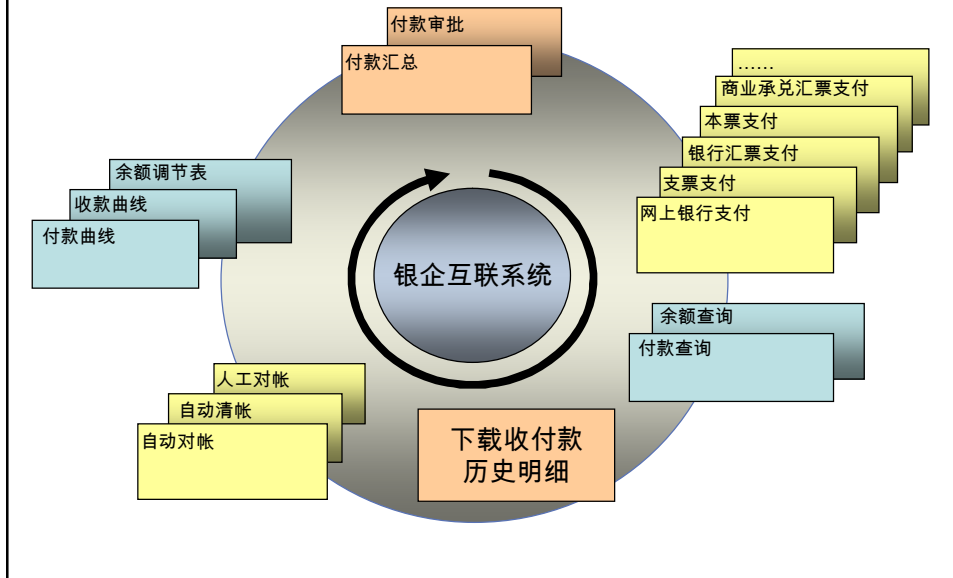 付款审批
付款汇总
……
商业承兑汇票支付
本票支付
银行汇票支付
支票支付
网上银行支付
余额调节表
收款曲线
付款曲线
银企互联系统
余额查询
付款查询
人工对帐
自动清帐
自动对帐
下载收付款
历史明细